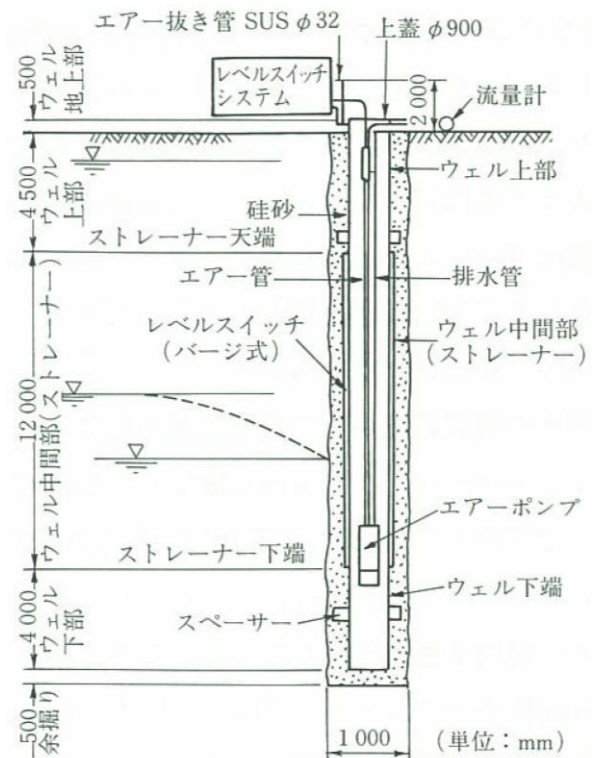 エアー抜き管 SUS φ32
上蓋 φ900
500
ウェル
地上部
レベルスイッチ
システム
2 000
流量計
4 500
ウェル
上部
ウェル上部
硅砂
ストレーナー天端
エアー管
排水管
レベルスイッチ
(バージ式)
ウェル中間部
(ストレーナー)
12 000
ウェル中間部(ストレーナー)
エアーポンプ
ストレーナー下端
4 000
ウェル
下部
ウェル下端
スペーサー
500
余掘り
1 000
(単位：mm)